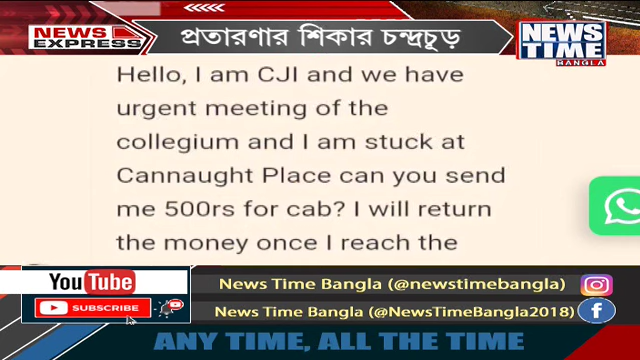 NEWS
EXPRESS
প্রতারণার শিকার চন্দ্রচূড়
NEWS
TIME
BANGLA
Hello, I am CJI and we have
urgent meeting of the
collegium and I am stuck at
Cannaught Place can you send
me 500rs for cab? I will return
the money once I reach the
YouTube
SUBSCRIBE
News Time Bangla (@newstimebangla)
News Time Bangla (@NewsTimeBangla2018)
ANY TIME, ALL THE TIME